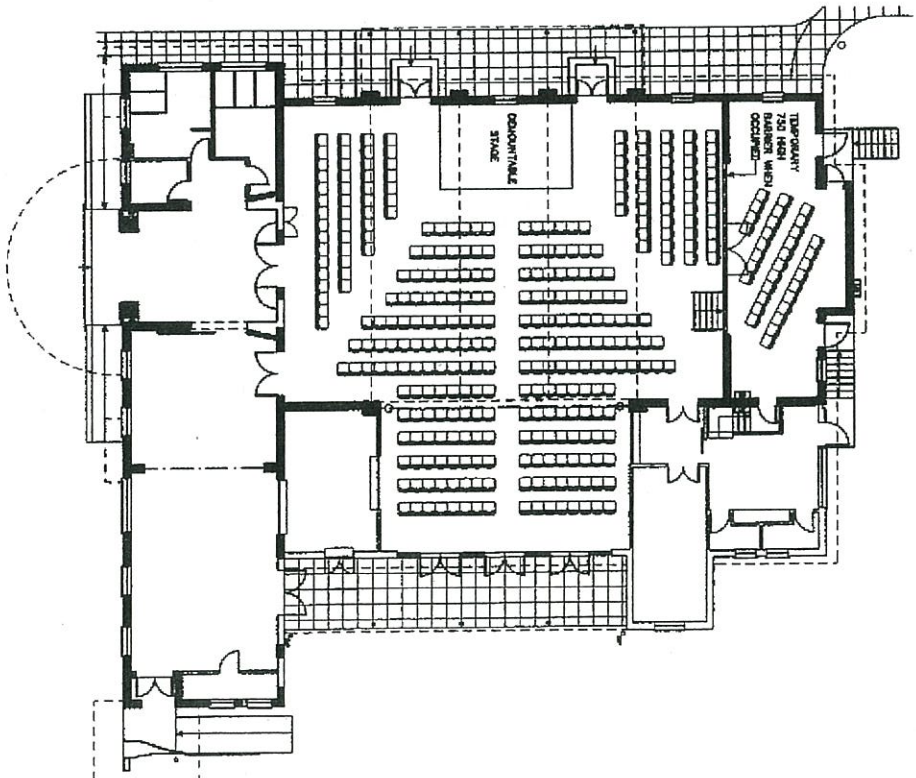 DEMOUNTABLE
STAGE
TEMPORARY
750 HIGH
BARRIER WHEN
OCCUPIED